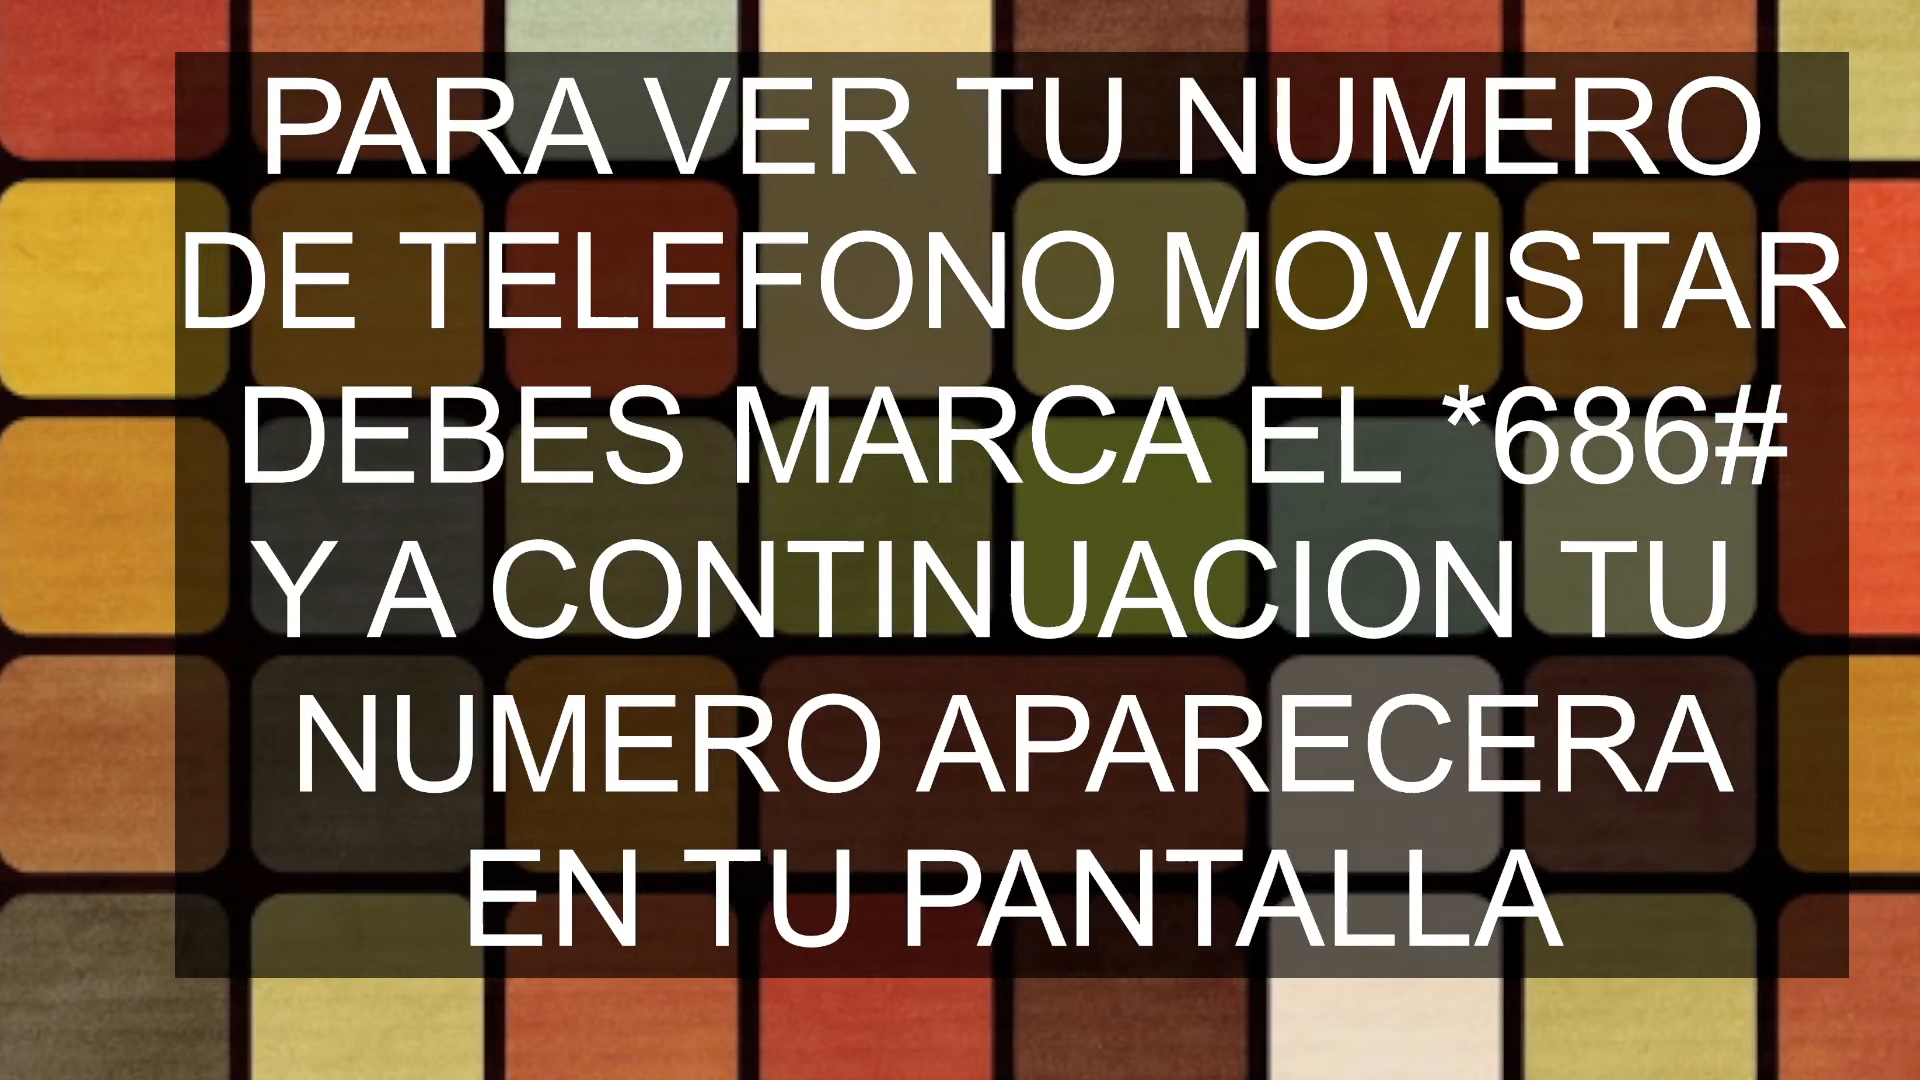 PARA VER TU NUMERO
DE TELEFONO MOVISTAR
DEBES MARCA EL *686#
Y A CONTINUACION TU
NUMERO APARECERA
EN TU PANTALLA